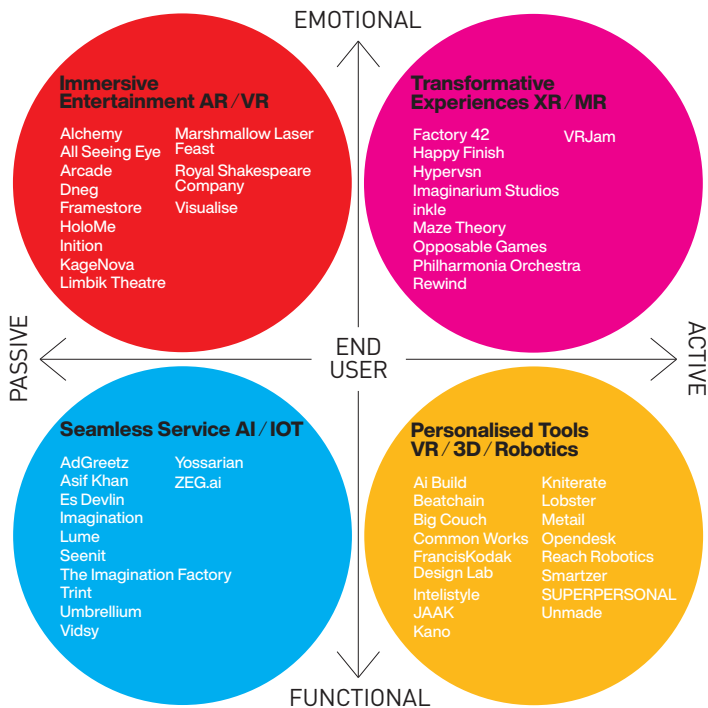 EMOTIONAL
Immersive
Entertainment AR/VR
Alchemy
All Seeing Eye
Arcade
Dneg
Framestore
HoloMe
Inition
KageNova
Limbik Theatre
Marshmallow Laser
Feast
Royal Shakespeare
Company
Visualise
Transformative
Experiences XR/MR
Factory 42
Happy Finish
Hypervsn
Imaginarium Studios
inkle
Maze Theory
Opposable Games
Philharmonia Orchestra
Rewind
VRJam
PASSIVE
END
USER
ACTIVE
Seamless Service AI/IOT
AdGreetz
Asif Khan
Es Devlin
Imagination
Lume
Seenit
The Imagination Factory
Trint
Umbrellium
Vidsy
Yossarian
ZEG.ai
Personalised Tools
VR/3D/Robotics
Ai Build
Beatchain
Big Couch
Common Works
FrancisKodak
Design Lab
Intelistyle
JAAK
Kano
Kniterate
Lobster
Metail
Opendesk
Reach Robotics
Smartzer
SUPERPERSONAL
Unmade
FUNCTIONAL